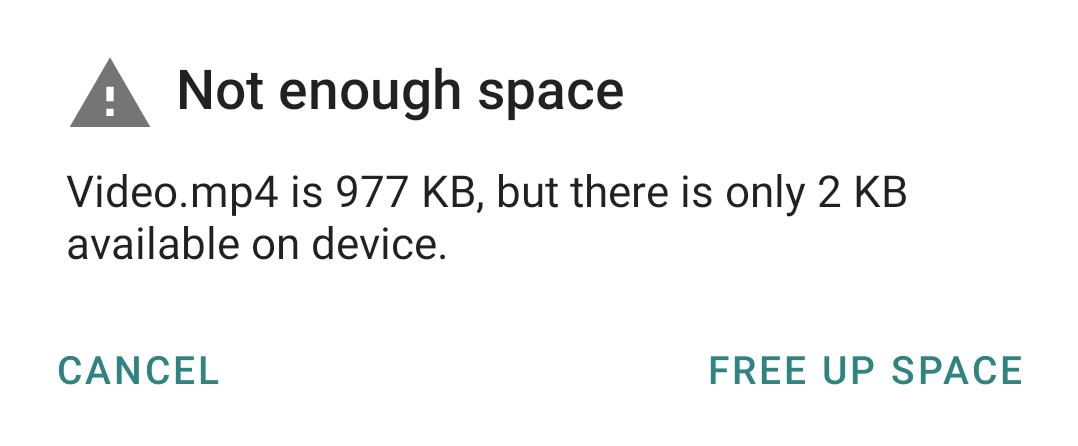 Not enough space
Video.mp4 is 977 KB, but there is only 2 KB
available on device.
CANCEL
FREE UP SPACE